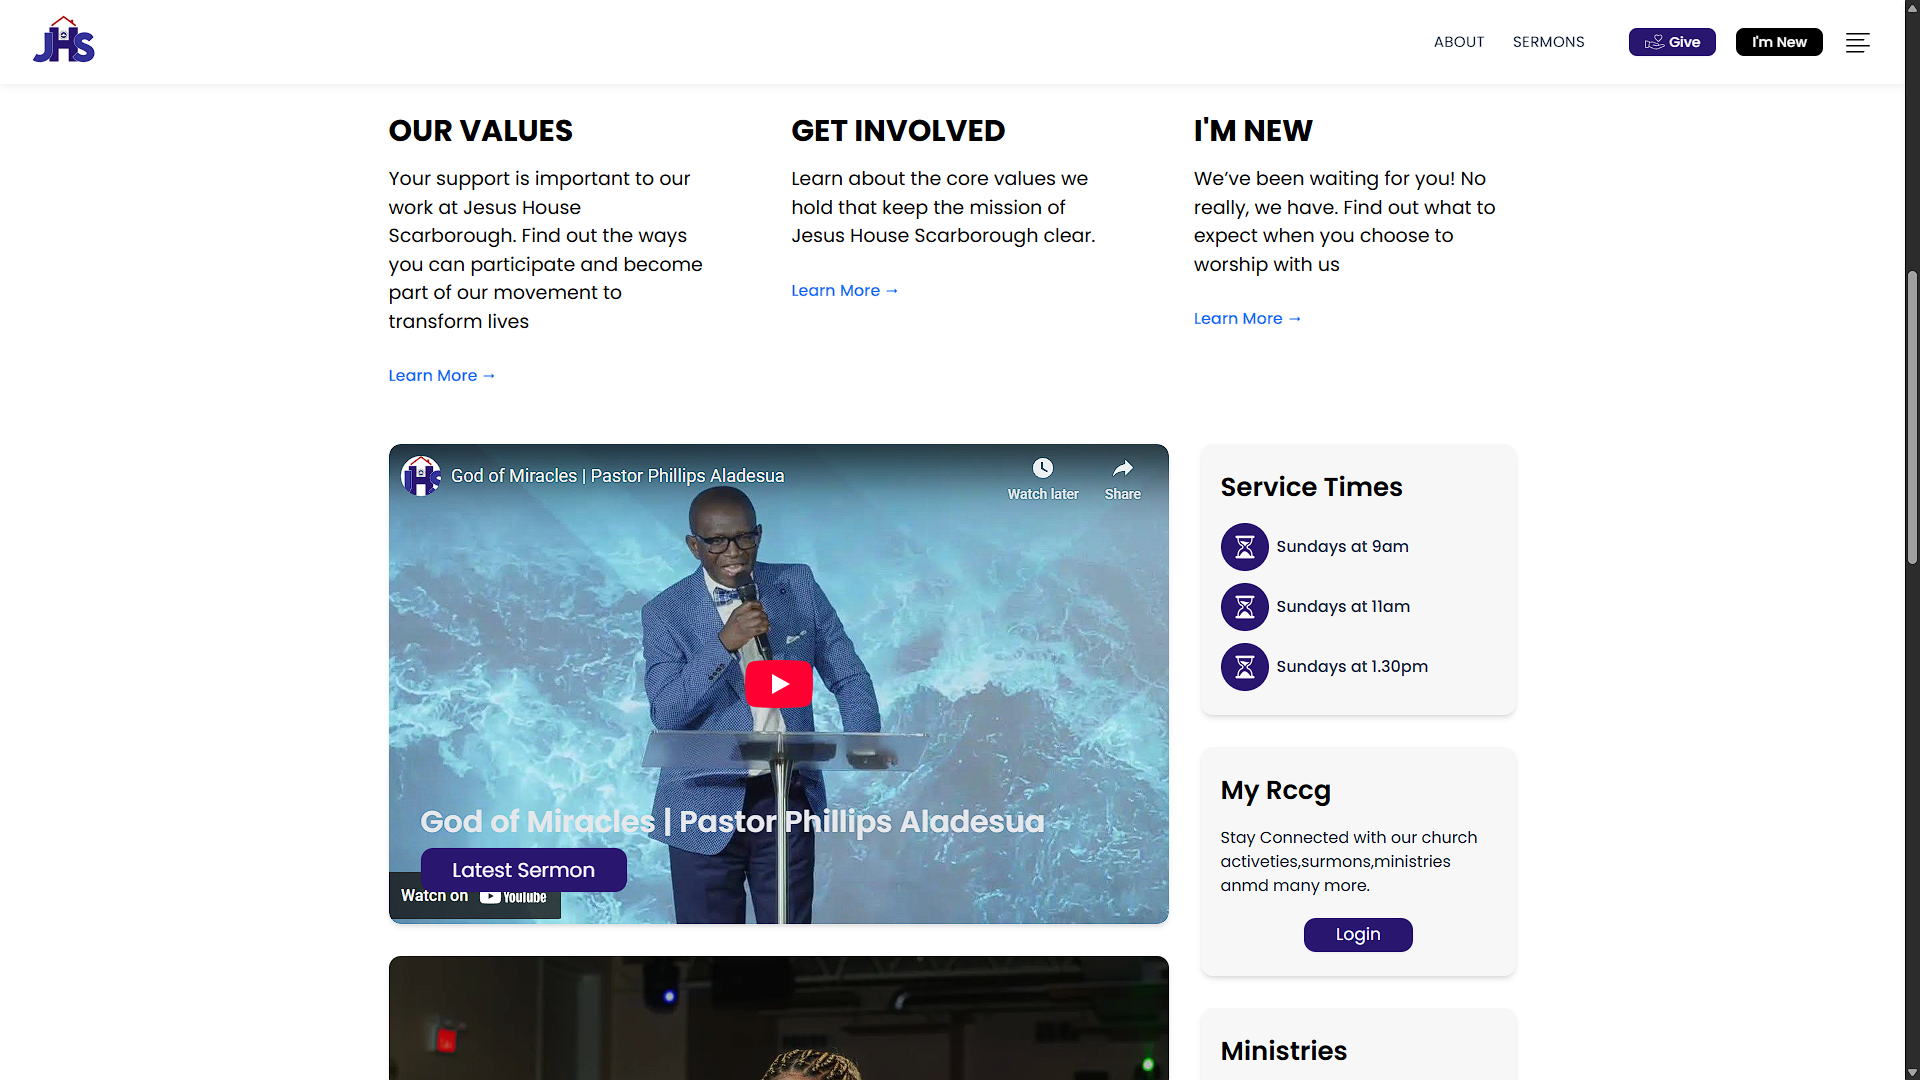 JHS
ABOUT
SERMONS
Give
I'm New
OUR VALUES
Your support is important to our
work at Jesus House
Scarborough. Find out the ways
you can participate and become
part of our movement to
transform lives
Learn More →
GET INVOLVED
Learn about the core values we
hold that keep the mission of
Jesus House Scarborough clear.
Learn More →
I'M NEW
We’ve been waiting for you! No
really, we have. Find out what to
expect when you choose to
worship with us
Learn More →
JHS
God of Miracles | Pastor Phillips Aladesua
Watch later
Share
God of Miracles | Pastor Phillips Aladesua
Latest Sermon
Watch on YouTube
Service Times
Sundays at 9am
Sundays at 11am
Sundays at 1.30pm
My Rccg
Stay Connected with our church
activeties,surmons,ministries
anmd many more.
Login
Ministries